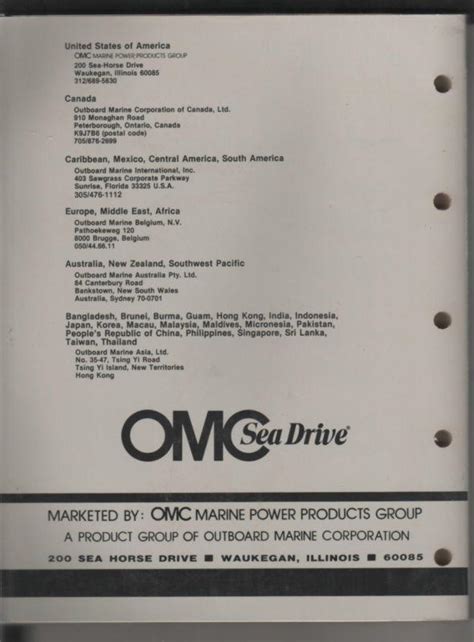 United States of America
OMC MARINE POWER PRODUCTS GROUP
200 Sea-Horse Drive
Waukegan, Illinois 60085
312/689-5630
Canada
Outboard Marine Corporation of Canada, Ltd.
910 Monaghan Road
Peterborough, Ontario, Canada
K9J7B6 (postal code)
705/876-2699
Caribbean, Mexico, Central America, South America
Outboard Marine International, Inc.
403 Sawgrass Corporate Parkway
Sunrise, Florida 33325 U.S.A.
305/476-1112
Europe, Middle East, Africa
Outboard Marine Belgium, N.V.
Pathoekeweg 120
8000 Brugge, Belgium
050/44.66.11
Australia, New Zealand, Southwest Pacific
Outboard Marine Australia Pty. Ltd.
84 Canterbury Road
Bankstown, New South Wales
Australia, Sydney 70-0701
Bangladesh, Brunei, Burma, Guam, Hong Kong, India, Indonesia,
Japan, Korea, Macau, Malaysia, Maldives, Micronesia, Pakistan,
People's Republic of China, Philippines, Singapore, Sri Lanka,
Taiwan, Thailand
Outboard Marine Asia, Ltd.
No. 35-47, Tsing Yi Road
Tsing Yi Island, New Territories
Hong Kong
OMC Sea Drive®
MARKETED BY: OMC MARINE POWER PRODUCTS GROUP
A PRODUCT GROUP OF OUTBOARD MARINE CORPORATION
200 SEA HORSE DRIVE ■ WAUKEGAN, ILLINOIS ■ 60085